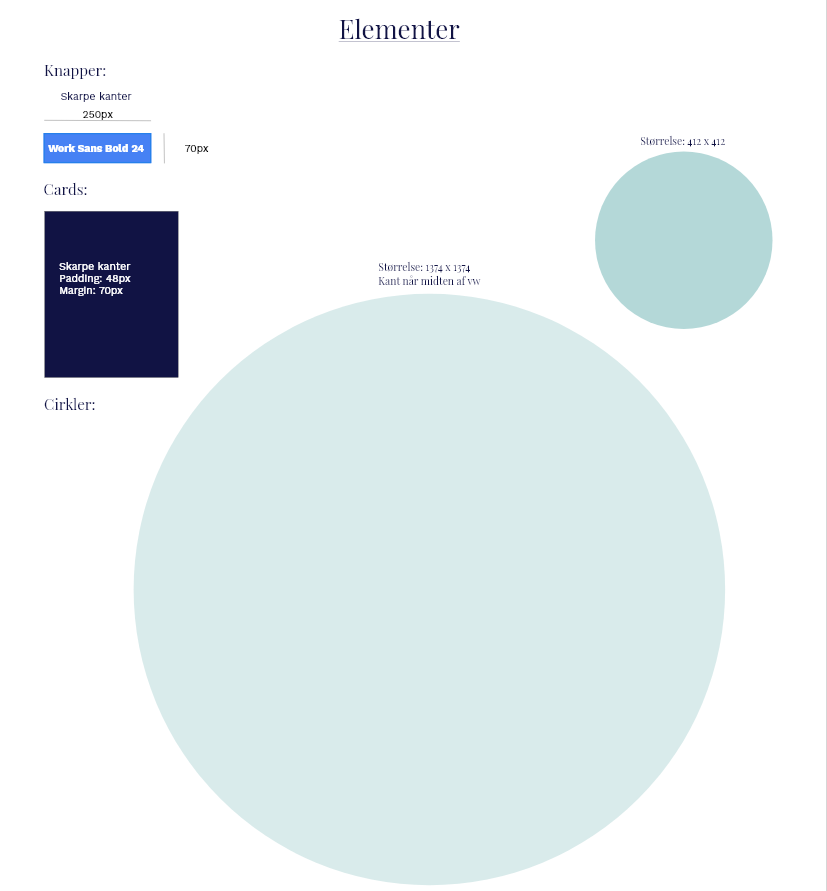 Elementer
Knapper:
Skarpe kanter
250px
Work Sans Bold 24
70px
Størrelse: 412 x 412
Cards:
Skarpe kanter
Padding: 48px
Margin: 70px
Størrelse: 1374 x 1374
Kant når midten af vw
Cirkler: